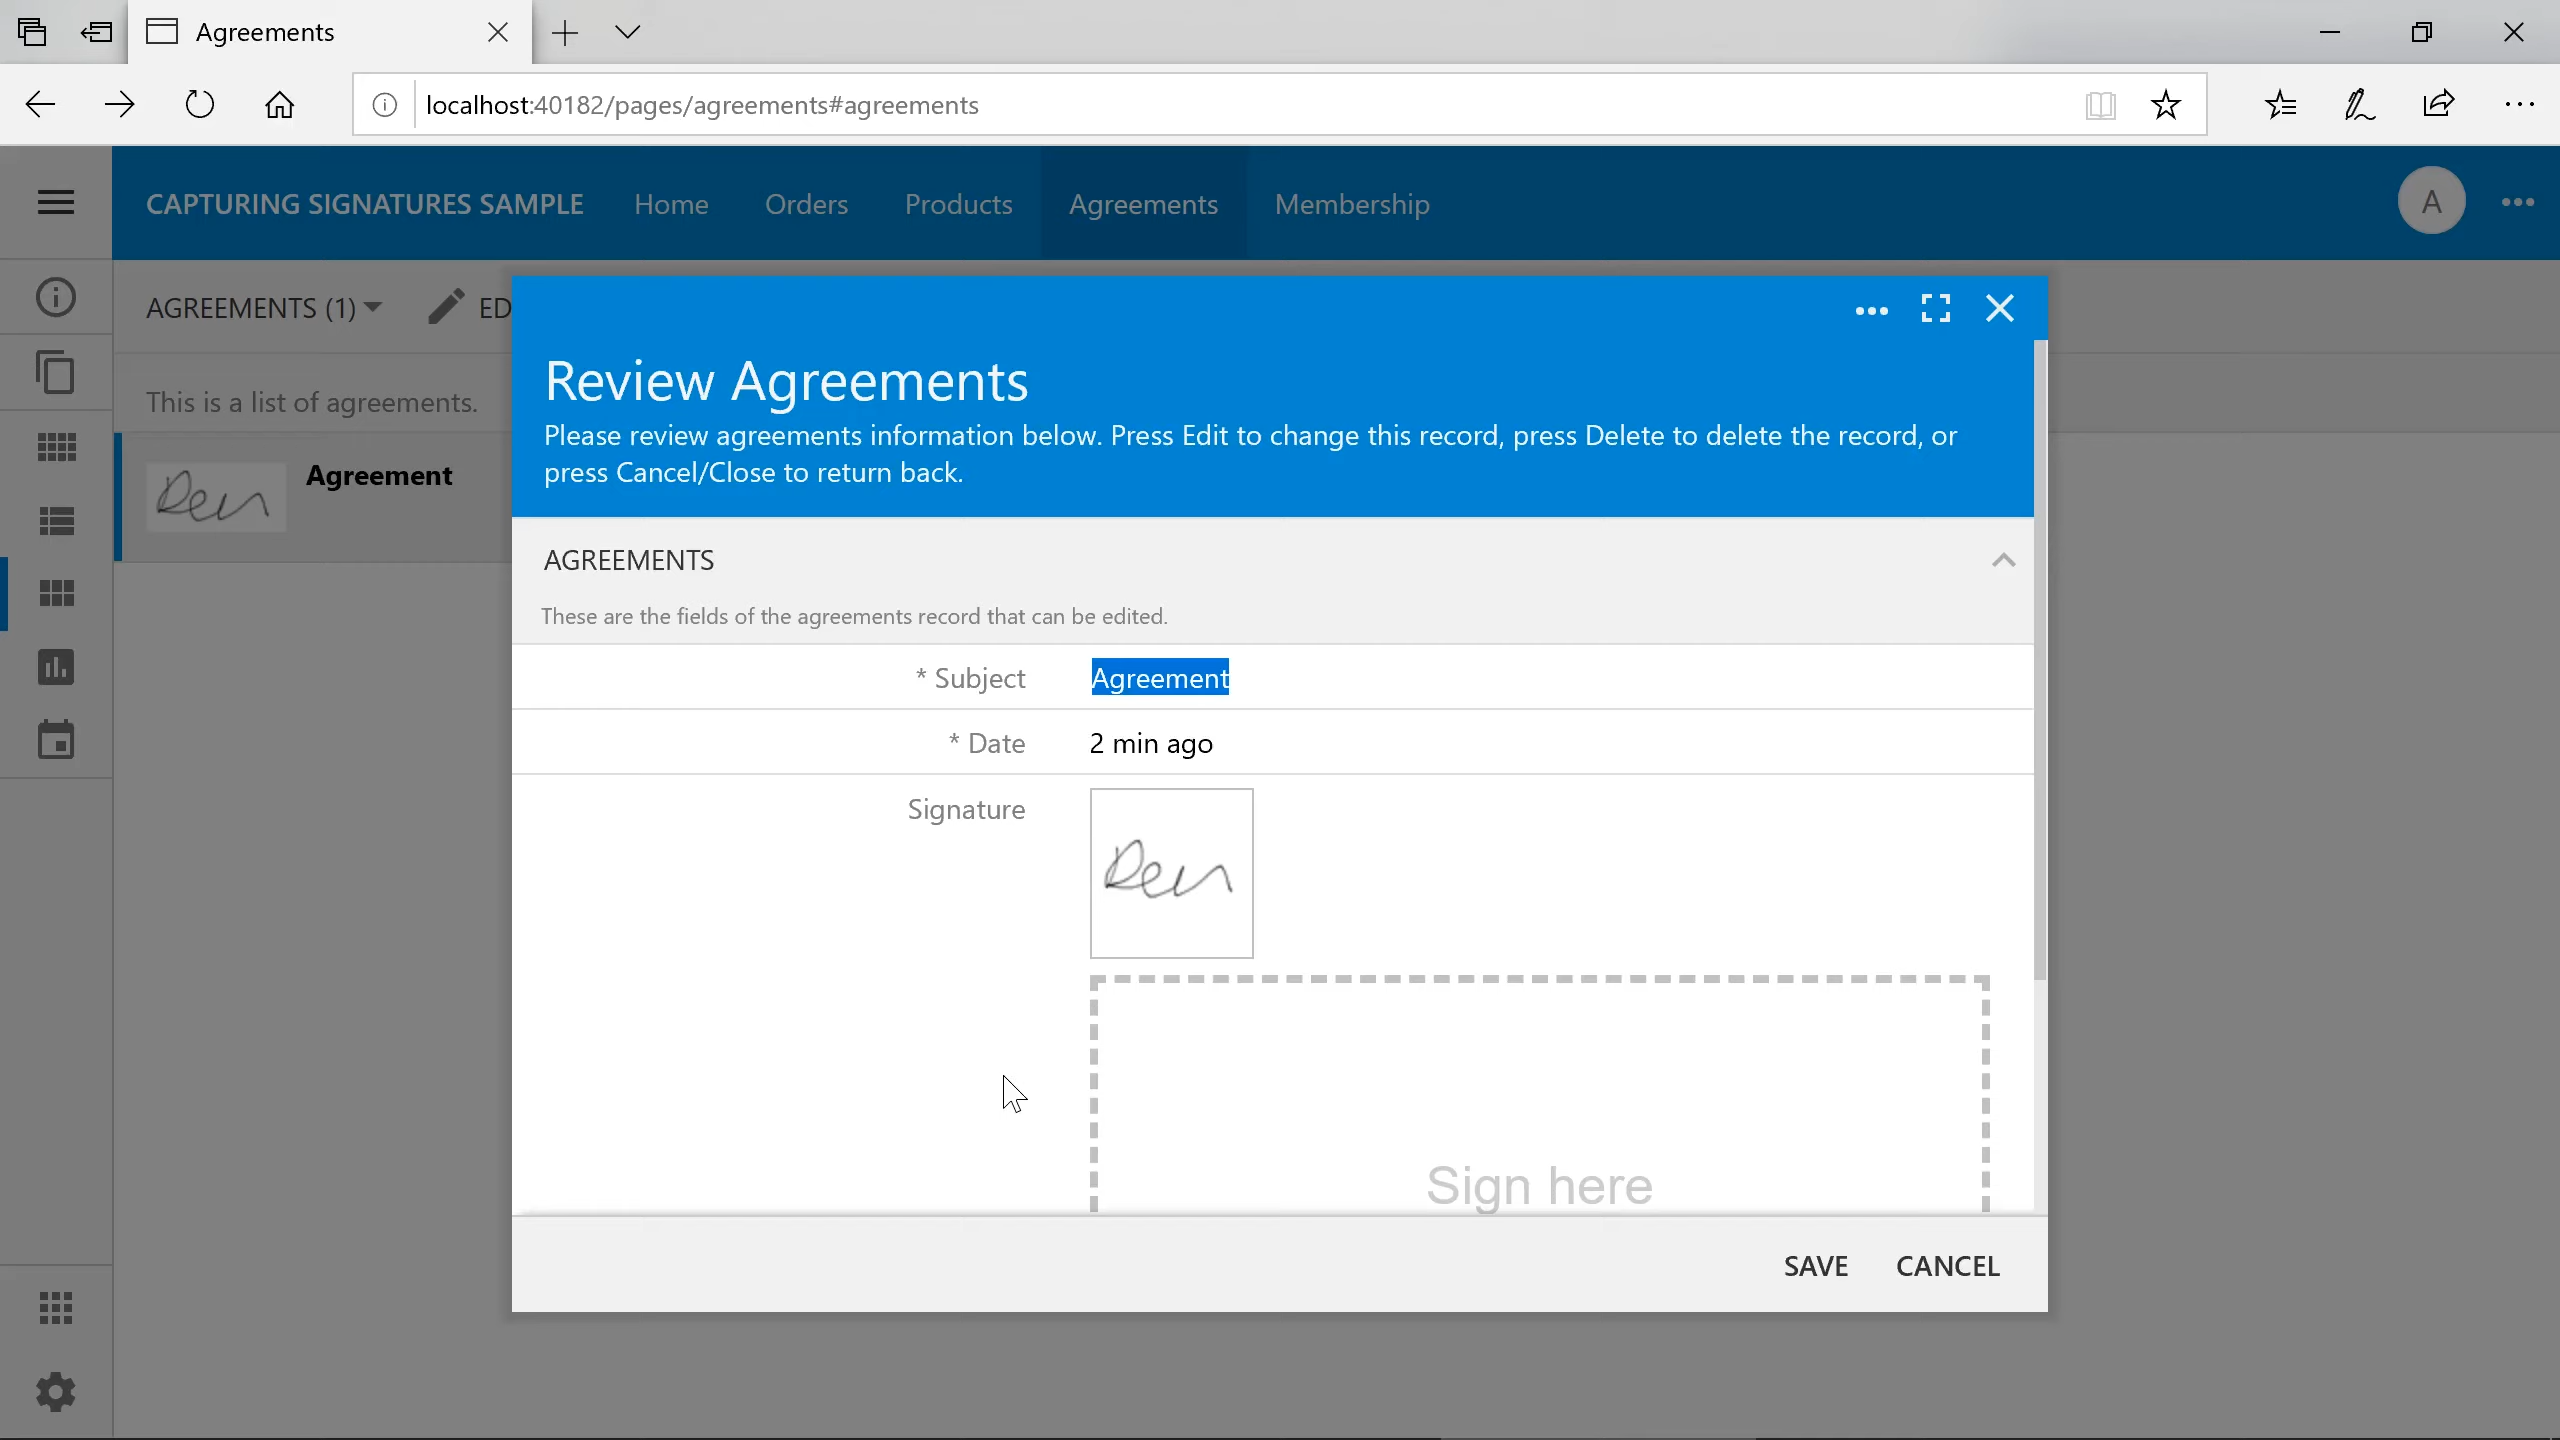 Agreements
localhost:40182/pages/agreements#agreements
CAPTURING SIGNATURES SAMPLE Home Orders Products Agreements Membership A
AGREEMENTS (1) ED
This is a list of agreements.
Agreement
Review Agreements
Please review agreements information below. Press Edit to change this record, press Delete to delete the record, or
press Cancel/Close to return back.
AGREEMENTS
These are the fields of the agreements record that can be edited.
* Subject Agreement
* Date 2 min ago
Signature
Sign here
SAVE CANCEL